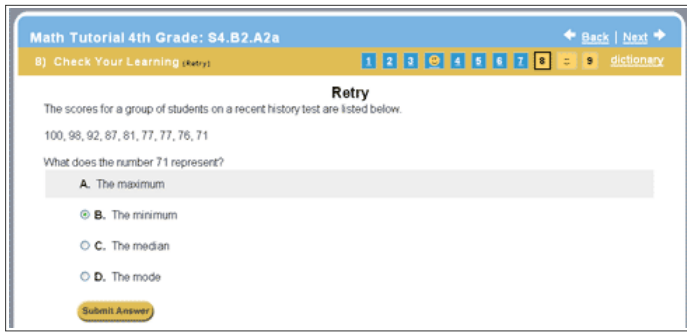 Math Tutorial 4th Grade: S4.B2.A2a
Back | Next
8) Check Your Learning (Retry)
1 2 3 4 5 6 7 8 = 9 dictionary
Retry
The scores for a group of students on a recent history test are listed below.
100, 98, 92, 87, 81, 77, 77, 76, 71
What does the number 71 represent?
A. The maximum
B. The minimum
C. The median
D. The mode
Submit Answer